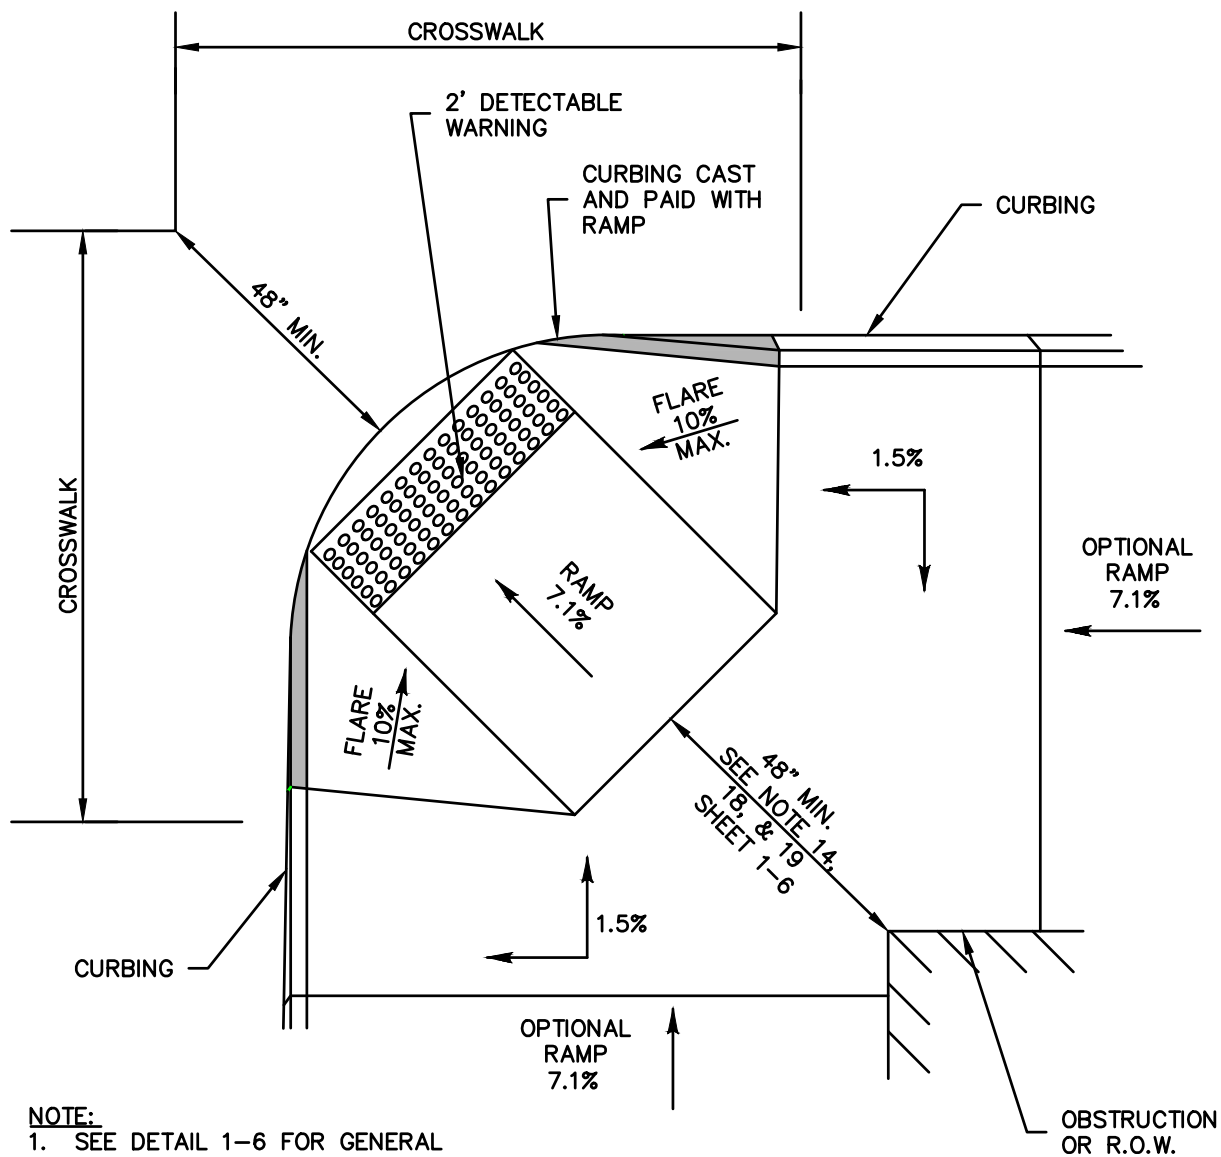 CROSSWALK
2' DETECTABLE
WARNING
CURBING CAST
AND PAID WITH
RAMP
CURBING
48" MIN.
FLARE
10%
MAX.
1.5%
CROSSWALK
OPTIONAL
RAMP
7.1%
RAMP
7.1%
FLARE
10%
MAX.
48" MIN.
SEE NOTE 14,
18, & 19
SHEET 1-6
1.5%
CURBING
OPTIONAL
RAMP
7.1%
NOTE:
1. SEE DETAIL 1-6 FOR GENERAL
OBSTRUCTION
OR R.O.W.